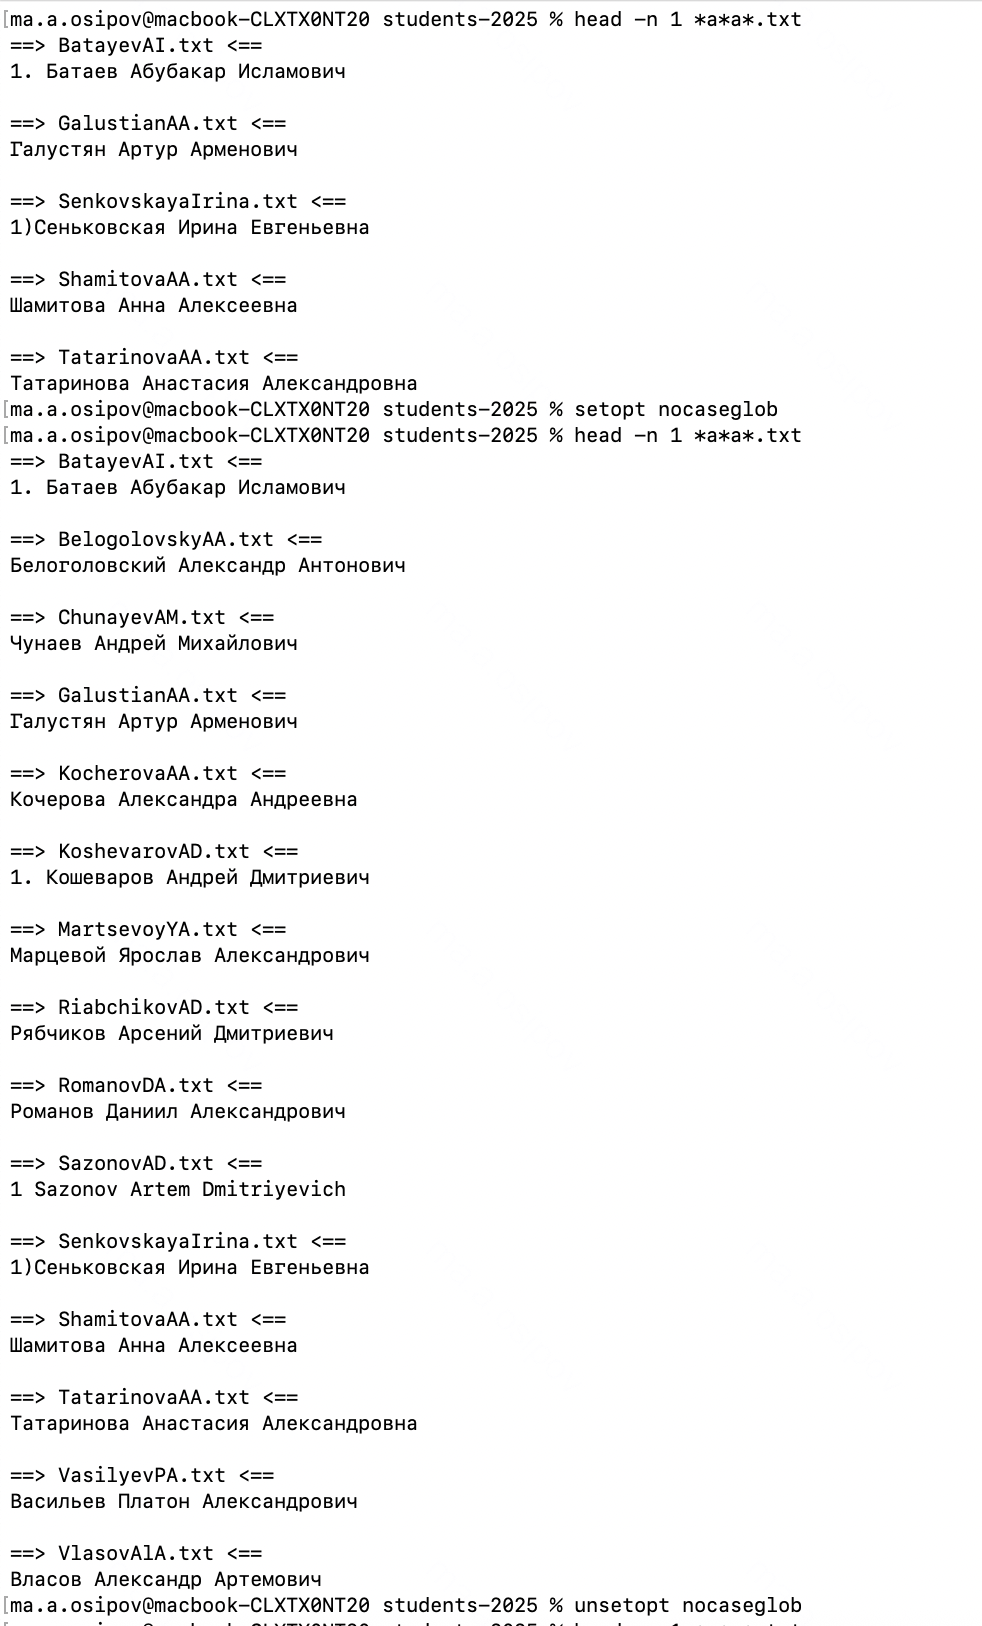 [ma.a.osipov@macbook-CLXTX0NT20 students-2025 % head -n 1 *a*a*.txt
==> BatayevAI.txt <==
1. Батаев Абубакар Исламович
==> GalustianAA.txt <==
Галустян Артур Арменович
==> SenkovskayaIrina.txt <==
1)Сеньковская Ирина Евгеньевна
==> ShamitovaAA.txt <==
Шамитова Анна Алексеевна
==> TatarinovaAA.txt <==
Татаринова Анастасия Александровна
[ma.a.osipov@macbook-CLXTX0NT20 students-2025 % setopt nocaseglob
[ma.a.osipov@macbook-CLXTX0NT20 students-2025 % head -n 1 *a*a*.txt
==> BatayevAI.txt <==
1. Батаев Абубакар Исламович
==> BelogolovskyAA.txt <==
Белоголовский Александр Антонович
==> ChunayevAM.txt <==
Чунаев Андрей Михайлович
==> GalustianAA.txt <==
Галустян Артур Арменович
==> KocherovaAA.txt <==
Кочерова Александра Андреевна
==> KoshevarovAD.txt <==
1. Кошеваров Андрей Дмитриевич
==> MartsevoyYA.txt <==
Марцевой Ярослав Александрович
==> RiabchikovAD.txt <==
Рябчиков Арсений Дмитриевич
==> RomanovDA.txt <==
Романов Даниил Александрович
==> SazonovAD.txt <==
1 Sazonov Artem Dmitriyevich
==> SenkovskayaIrina.txt <==
1)Сеньковская Ирина Евгеньевна
==> ShamitovaAA.txt <==
Шамитова Анна Алексеевна
==> TatarinovaAA.txt <==
Татаринова Анастасия Александровна
==> VasilyevPA.txt <==
Васильев Платон Александрович
==> VlasovAlA.txt <==
Власов Александр Артемович
[ma.a.osipov@macbook-CLXTX0NT20 students-2025 % unsetopt nocaseglob